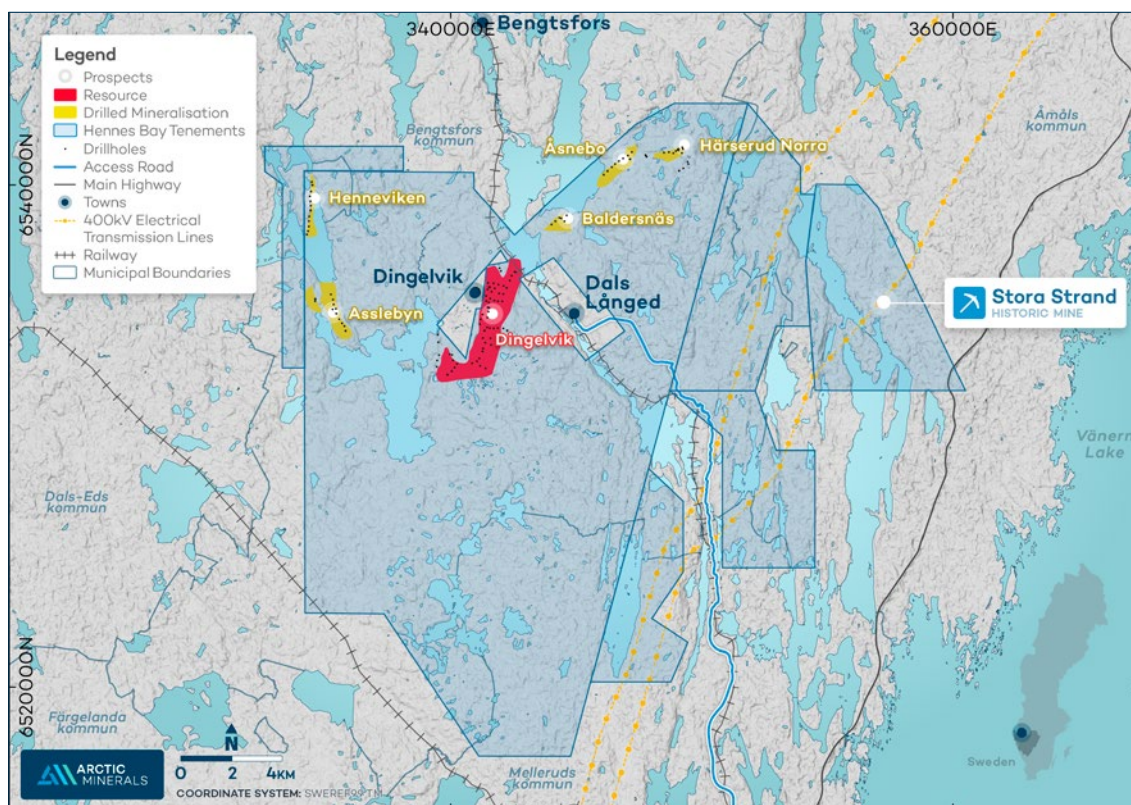 Bengtsfors
340000E
360000E
Legend
Prospects
Resource
Drilled Mineralisation
Hennes Bay Tenements
Drillholes
Access Road
Main Highway
Towns
400kV Electrical
Transmission Lines
Railway
Municipal Boundaries
Bengtsfors
kommun
Åmåls
kommun
6540000N
Åsnebo
Härserud Norra
Henneviken
Baldersnäs
Dingelvik
Dals
Långed
Stora Strand
HISTORIC MINE
Asslebyn
Dingelvik
Vänern
Lake
Dals-Eds
kommun
6520000N
Färgelanda
kommun
N
0 2 4KM
ARCTIC
MINERALS
COORDINATE SYSTEM: SWEREF99 TM
Melleruds
kommun
Sweden